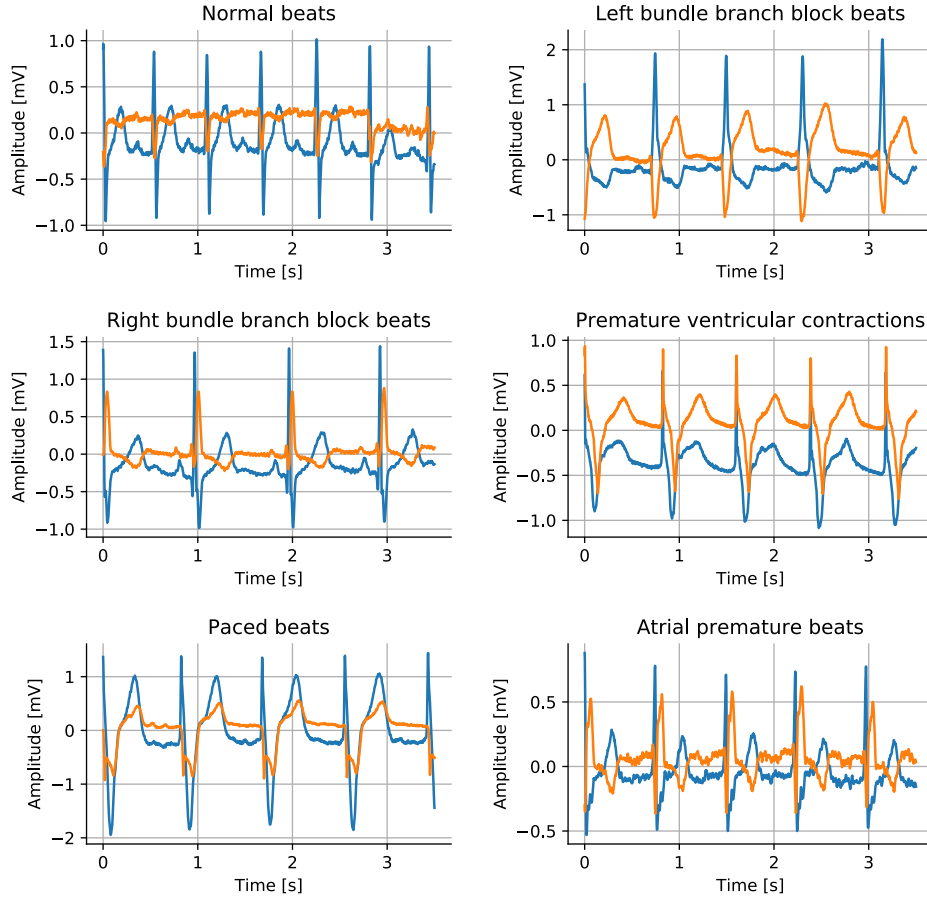 Normal beats
Amplitude [mV]
1.0
0.5
0.0
−0.5
−1.0
0 1 2 3
Time [s]
Left bundle branch block beats
Amplitude [mV]
2
1
0
−1
0 1 2 3
Time [s]
Right bundle branch block beats
Amplitude [mV]
1.5
1.0
0.5
0.0
−0.5
−1.0
0 1 2 3
Time [s]
Premature ventricular contractions
Amplitude [mV]
1.0
0.5
0.0
−0.5
−1.0
0 1 2 3
Time [s]
Paced beats
Amplitude [mV]
1
0
−1
−2
0 1 2 3
Time [s]
Atrial premature beats
Amplitude [mV]
0.5
0.0
−0.5
0 1 2 3
Time [s]